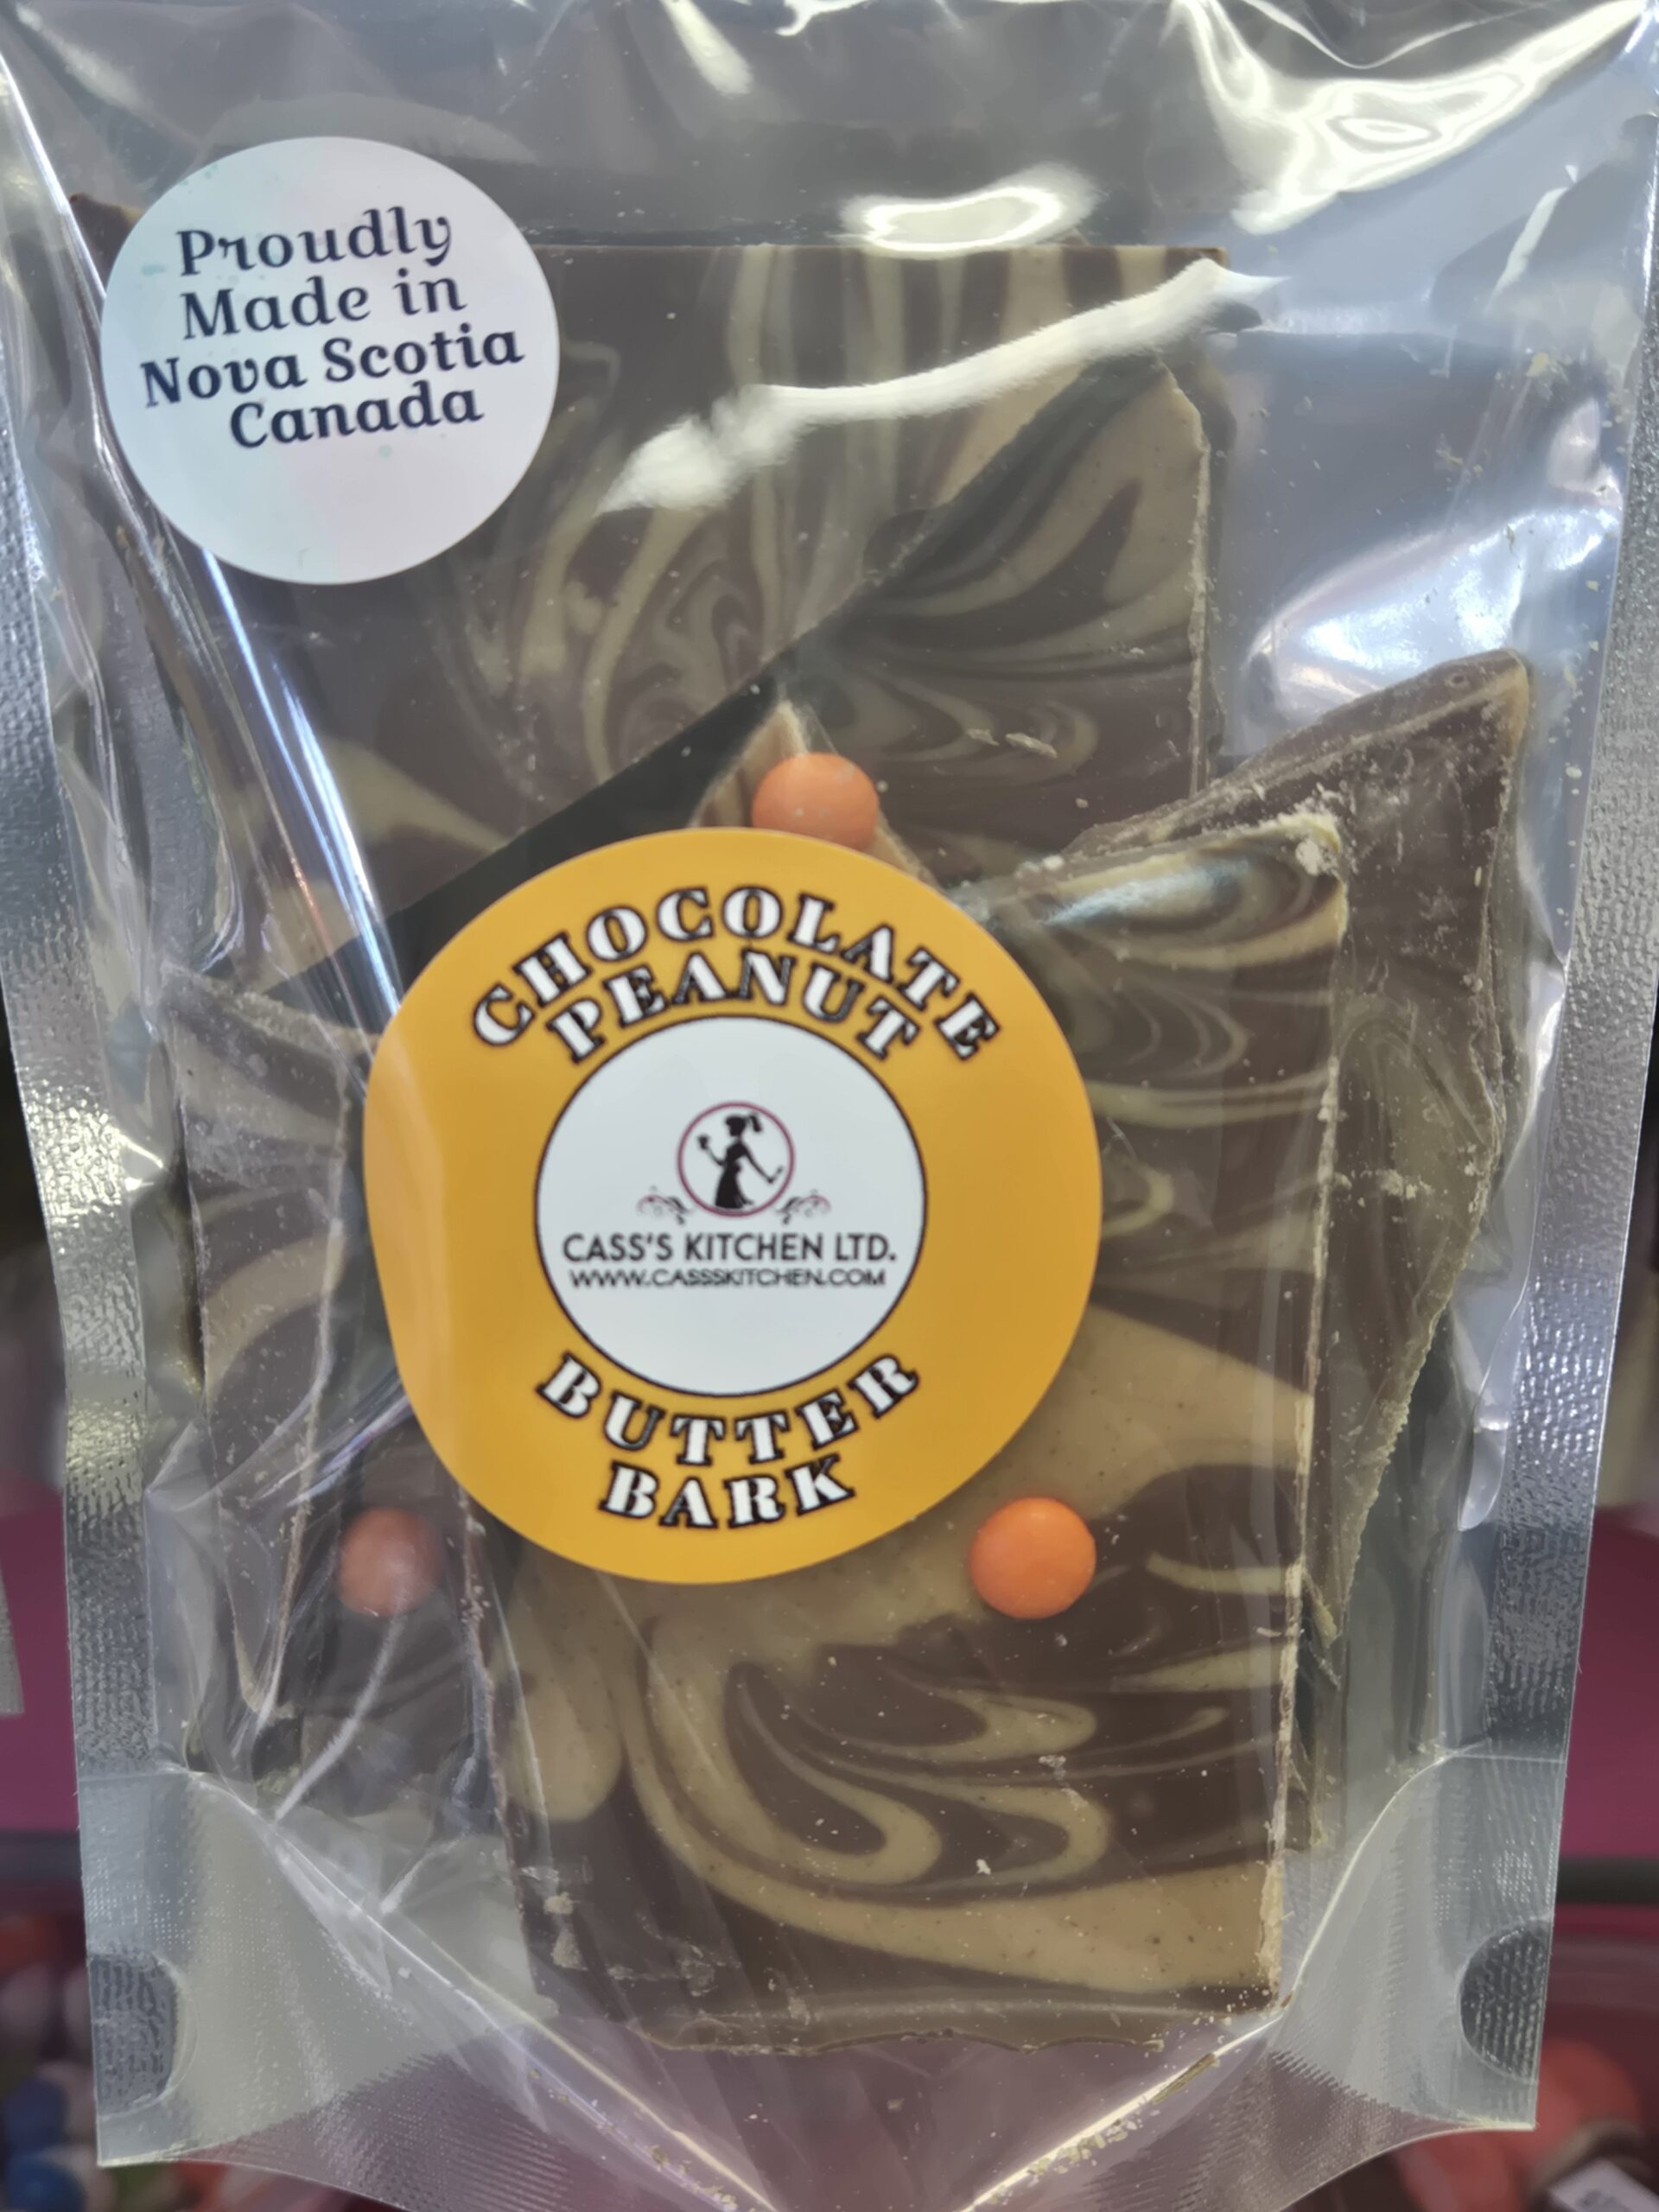 Proudly
Made in
Nova Scotia
Canada
CHOCOLATE
PEANUT
CASS'S KITCHEN LTD.
WWW.CASSSKITCHEN.COM
BUTTER
BARK